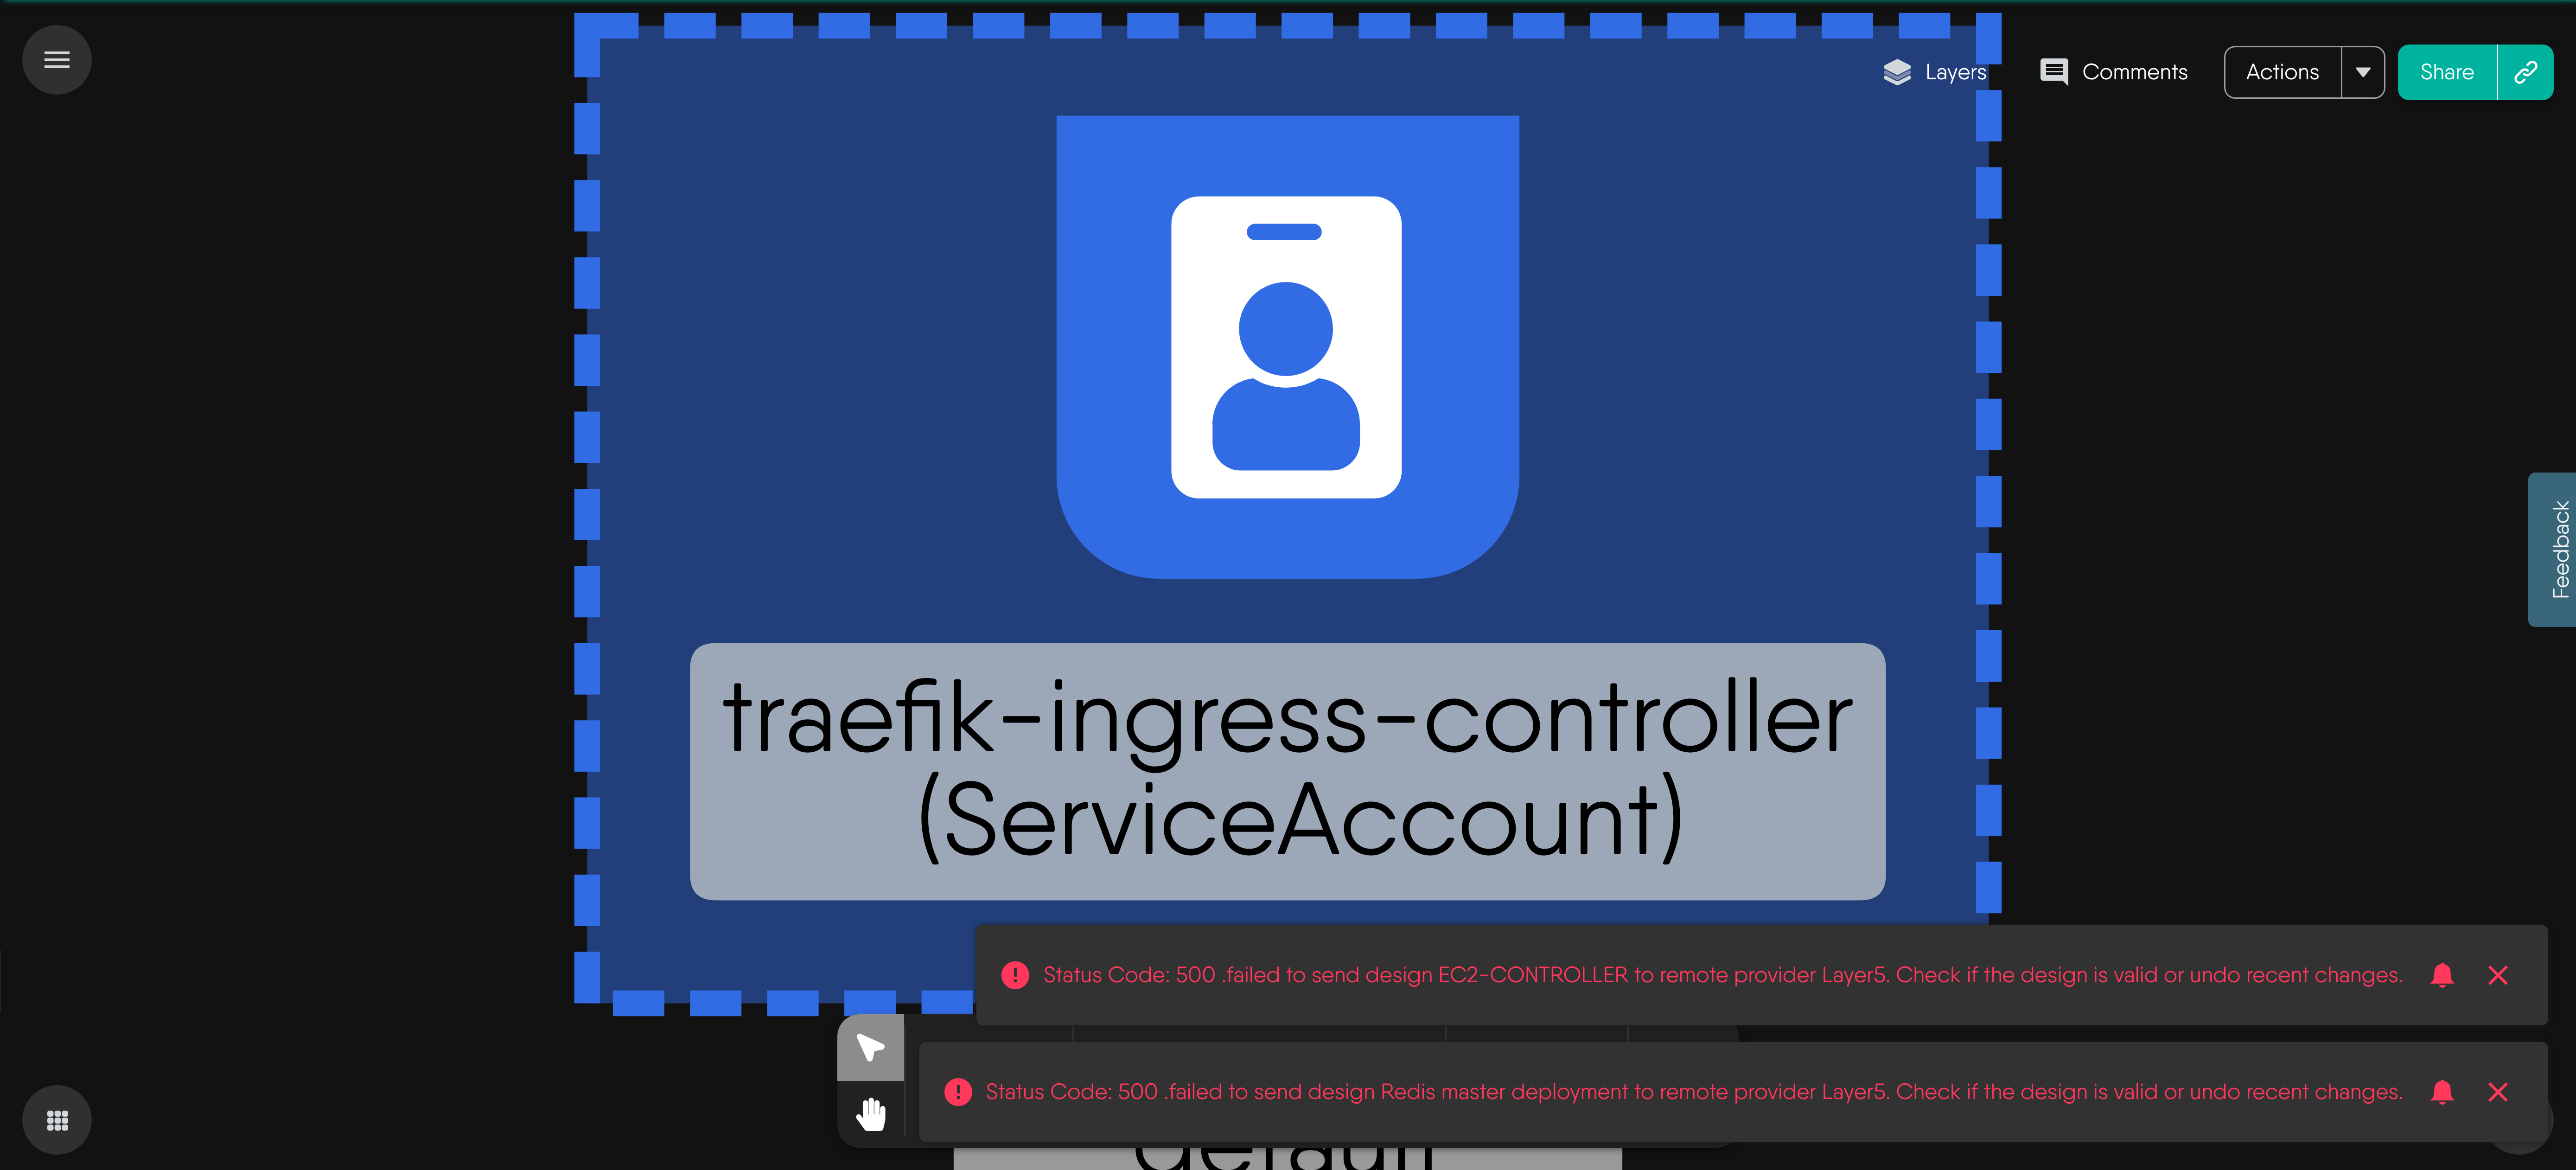 Layers
Comments
Actions
Share
Feedback
traefik-ingress-controller
(ServiceAccount)
Status Code: 500 .failed to send design EC2-CONTROLLER to remote provider Layer5. Check if the design is valid or undo recent changes.
Status Code: 500 .failed to send design Redis master deployment to remote provider Layer5. Check if the design is valid or undo recent changes.